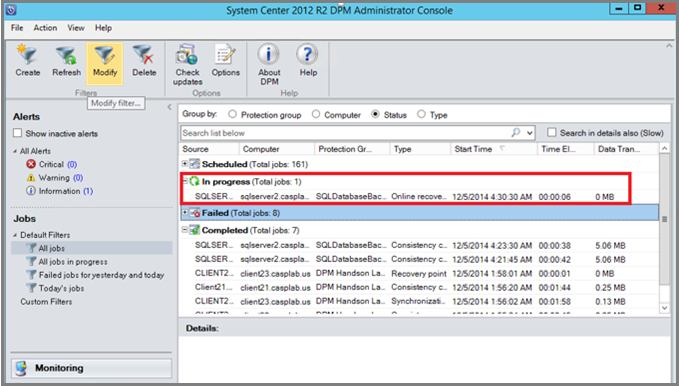 System Center 2012 R2 DPM Administrator Console
File Action View Help
Create Refresh Modify Delete Check updates Options About DPM Help
Filters Options Help
Modify filter...
Alerts
Show inactive alerts
All Alerts
Critical (0)
Warning (0)
Information (1)
Jobs
Default Filters
All jobs
All jobs in progress
Failed jobs for yesterday and today
Today's jobs
Custom Filters
Monitoring
Group by: Protection group Computer Status Type
Search list below Search in details also (Slow)
Source Computer Protection Gr... Type Start Time Time El... Data Tran...
Scheduled (Total jobs: 161)
In progress (Total jobs: 1)
SQLSER... sqlserver2.caspla... SQLDatabaseBac... Online recove... 12/5/2014 4:30:30 AM 00:00:06 0 MB
Failed (Total jobs: 8)
Completed (Total jobs: 7)
SQLSER... sqlserver2.caspla... SQLDatabaseBac... Consistency c... 12/5/2014 4:23:30 AM 00:00:38 5.06 MB
SQLSER... sqlserver2.caspla... SQLDatabaseBac... Consistency c... 12/5/2014 4:21:45 AM 00:00:42 5.06 MB
CLIENT2... client23.casplab.us DPM Handson La... Recovery point 12/5/2014 1:58:01 AM 00:00:01 0 MB
Client21... client21.casplab.us DPM Handson La... Consistency c... 12/5/2014 1:56:20 AM 00:01:44 0.25 MB
CLIENT2... client23.casplab.us DPM Handson La... Synchronizati... 12/5/2014 1:56:02 AM 00:01:58 0.13 MB
Details: